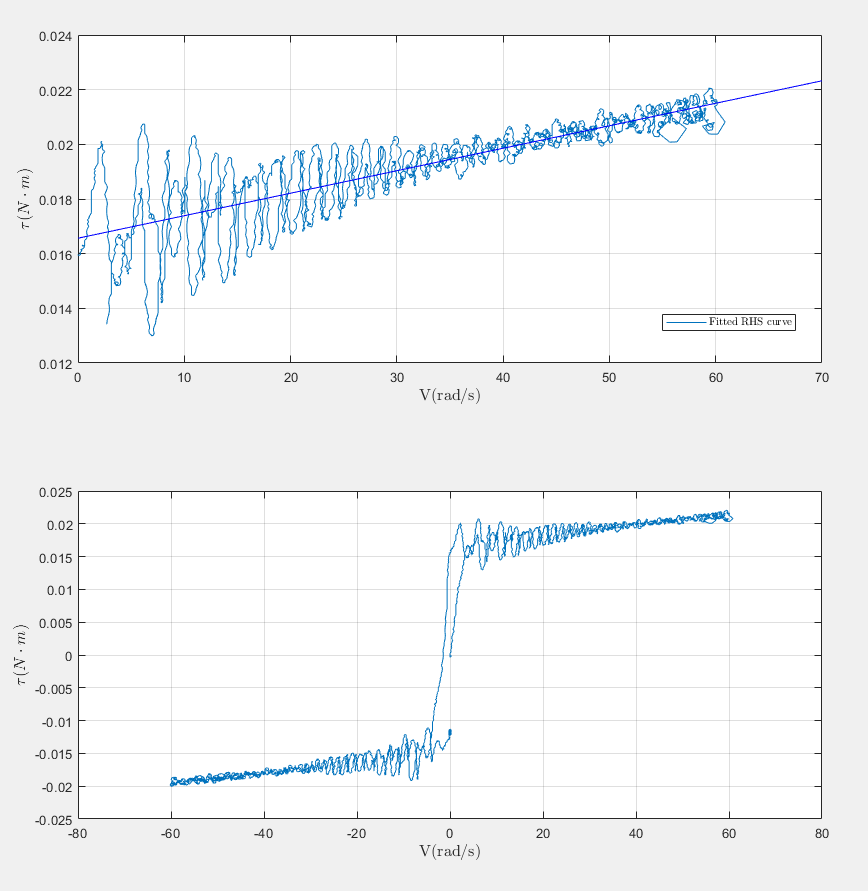 0.024
0.022
0.02
0.018
0.016
0.014
0.012
τ(N · m)
Fitted RHS curve
0 10 20 30 40 50 60 70
V(rad/s)
0.025
0.02
0.015
0.01
0.005
0
-0.005
-0.01
-0.015
-0.02
-0.025
τ(N · m)
-80 -60 -40 -20 0 20 40 60 80
V(rad/s)